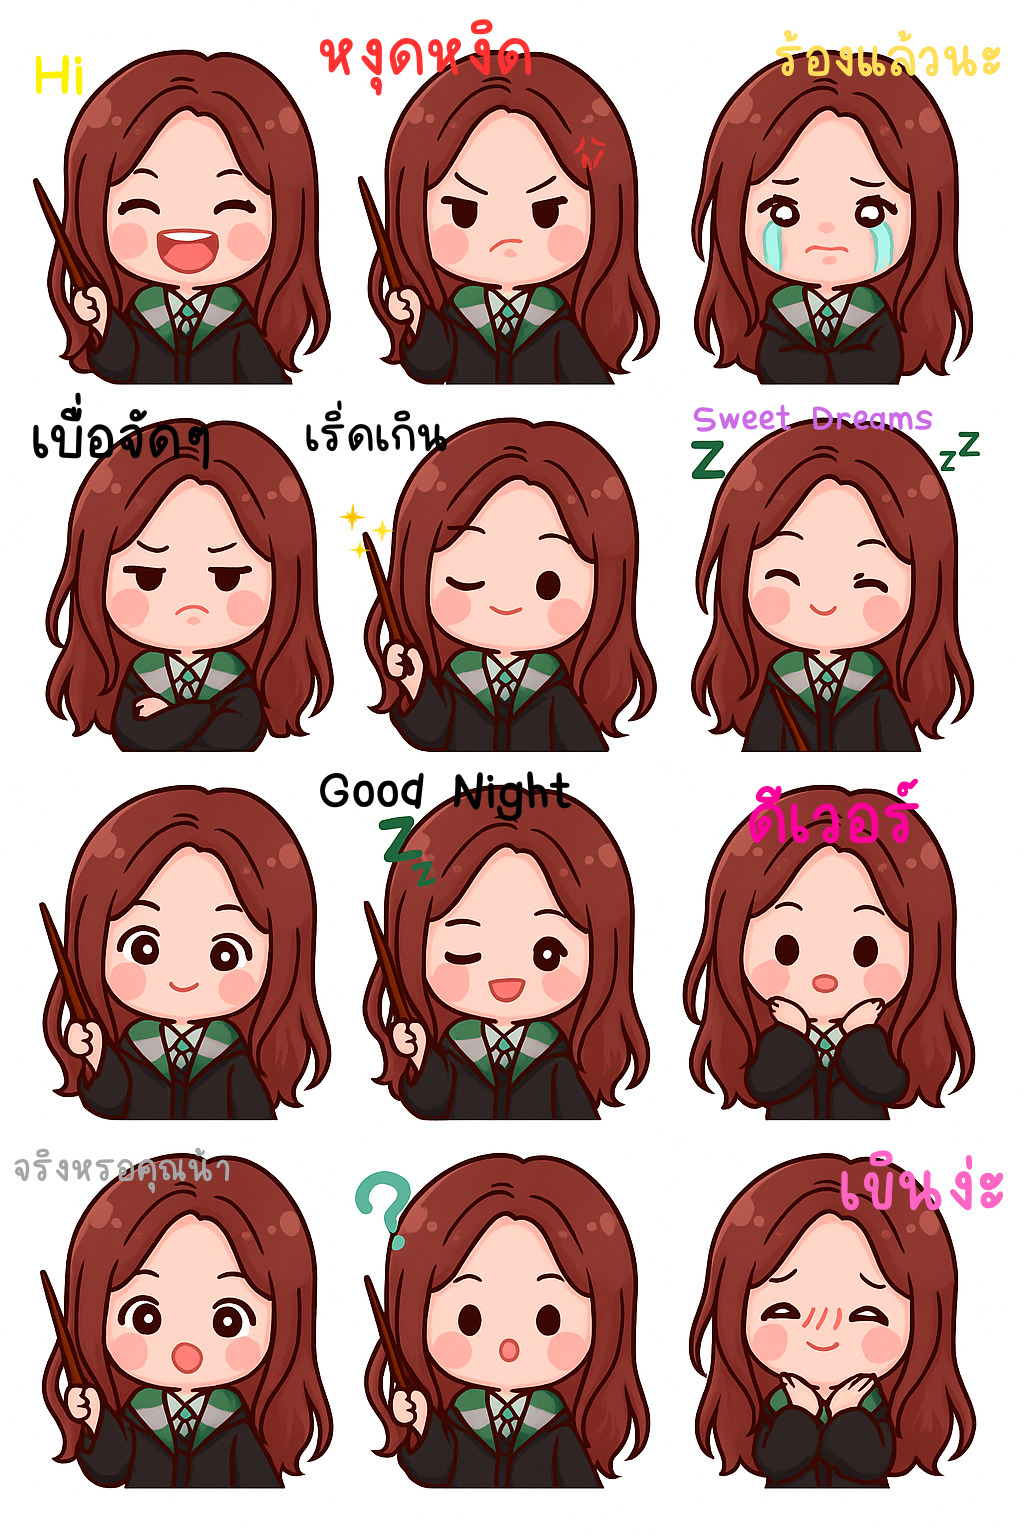 Hi
หงุดหงิด
ร้องแล้วนะ
เบื่อจัดๆ
เริ่ดเกิน
Sweet Dreams
Z
z Z
Good Night
Z
z
ดีเวอร์
จริงหรอคุณน้า
?
เขินง่ะ